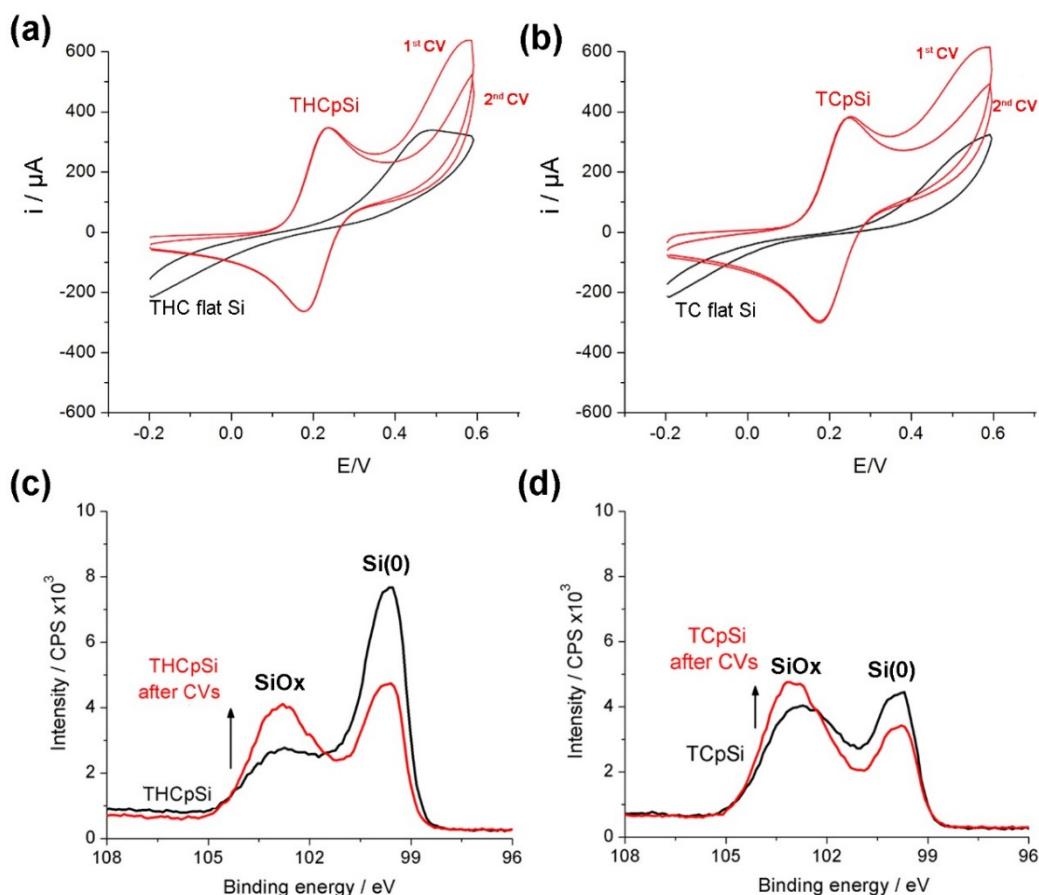 (a)
600
400
200
0
-200
-400
-600
i / µA
1st CV
2nd CV
THCpSi
THC flat Si
-0.2
0.0
0.2
0.4
0.6
E/V
(b)
600
400
200
0
-200
-400
-600
i / µA
1st CV
2nd CV
TCpSi
TC flat Si
-0.2
0.0
0.2
0.4
0.6
E/V
(c)
10
8
6
4
2
0
Intensity / CPS x10³
Si(0)
THCpSi
after CVs
SiOx
THCpSi
108
105
102
99
96
Binding energy / eV
(d)
10
8
6
4
2
0
Intensity / CPS x10³
TCpSi
after CVs
SiOx
Si(0)
TCpSi
108
105
102
99
96
Binding energy / eV